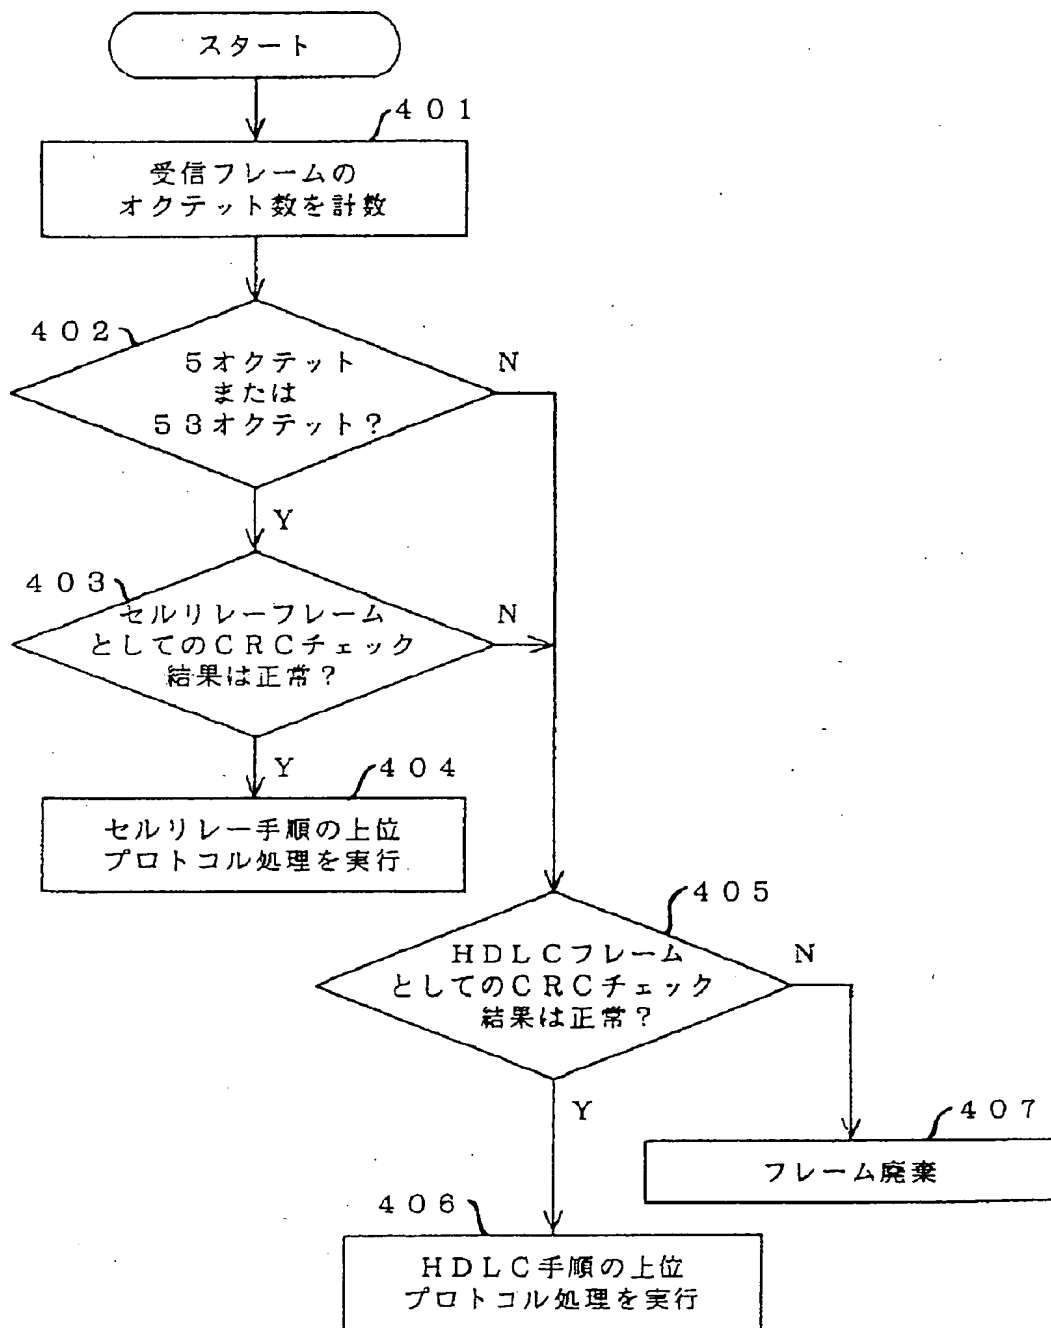 スタート
401
受信フレームの
オクテット数を計数
402
5オクテット
または
53オクテット?
N
Y
403
セルリレーフレーム
としてのCRCチェック
結果は正常?
N
Y
404
セルリレー手順の上位
プロトコル処理を実行
405
HDLCフレーム
としてのCRCチェック
結果は正常?
N
Y
407
フレーム廃棄
406
HDLC手順の上位
プロトコル処理を実行